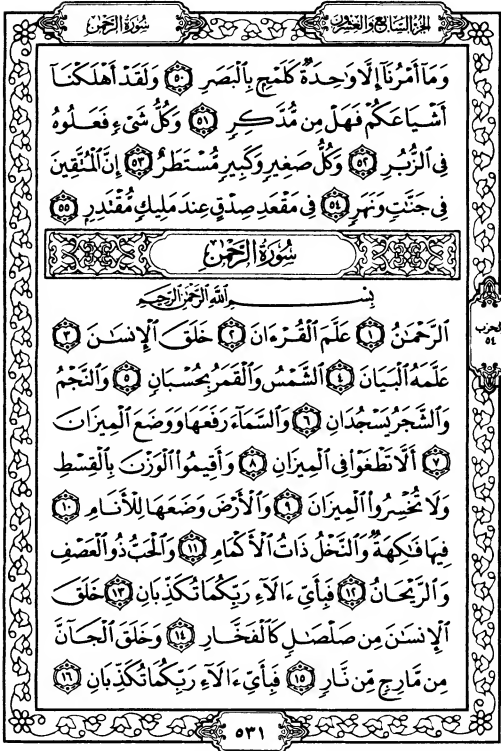 سُورَةُ الرَّحْمٰن
الجزء السابع والعشرون
وَمَآ أَمْرُنَآ إِلَّا وَٰحِدَةٌ كَلَمْحٍۭ بِٱلْبَصَرِ ٥٠ وَلَقَدْ أَهْلَكْنَآ
أَشْيَاعَكُمْ فَهَلْ مِن مُّدَّكِرٍ ٥١ وَكُلُّ شَىْءٍ فَعَلُوهُ
فِى ٱلزُّبُرِ ٥٢ وَكُلُّ صَغِيرٍ وَكَبِيرٍ مُّسْتَطَرٌ ٥٣ إِنَّ ٱلْمُتَّقِينَ
فِى جَنَّٰتٍ وَنَهَرٍ ٥٤ فِى مَقْعَدِ صِدْقٍ عِندَ مَلِيكٍ مُّقْتَدِرٍۭ ٥٥
سُورَةُ الرَّحْمٰن
بِسْمِ ٱللَّهِ ٱلرَّحْمَٰنِ ٱلرَّحِيمِ
ٱلرَّحْمَٰنُ ١ عَلَّمَ ٱلْقُرْءَانَ ٢ خَلَقَ ٱلْإِنسَٰنَ ٣
عَلَّمَهُ ٱلْبَيَانَ ٤ ٱلشَّمْسُ وَٱلْقَمَرُ بِحُسْبَانٍ ٥ وَٱلنَّجْمُ
وَٱلشَّجَرُ يَسْجُدَانِ ٦ وَٱلسَّمَآءَ رَفَعَهَا وَوَضَعَ ٱلْمِيزَانَ
٧ أَلَّا تَطْغَوْا۟ فِى ٱلْمِيزَانِ ٨ وَأَقِيمُوا۟ ٱلْوَزْنَ بِٱلْقِسْطِ
وَلَا تُخْسِرُوا۟ ٱلْمِيزَانَ ٩ وَٱلْأَرْضَ وَضَعَهَا لِلْأَنَامِ ١٠
فِيهَا فَٰكِهَةٌ وَٱلنَّخْلُ ذَاتُ ٱلْأَكْمَامِ ١١ وَٱلْحَبُّ ذُو ٱلْعَصْفِ
وَٱلرَّيْحَانُ ١٢ فَبِأَىِّ ءَالَآءِ رَبِّكُمَا تُكَذِّبَانِ ١٣ خَلَقَ
ٱلْإِنسَٰنَ مِن صَلْصَٰلٍ كَٱلْفَخَّارِ ١٤ وَخَلَقَ ٱلْجَآنَّ
مِن مَّارِجٍ مِّن نَّارٍ ١٥ فَبِأَىِّ ءَالَآءِ رَبِّكُمَا تُكَذِّبَانِ ١٦
الحزب
٥٤
٥٣١